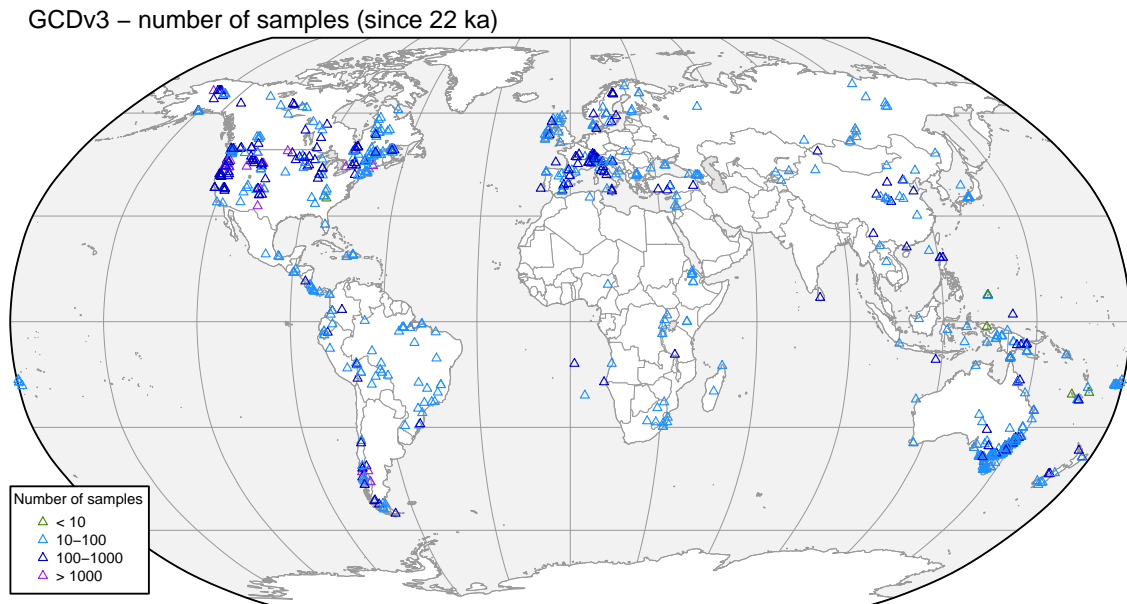 GCDv3 – number of samples (since 22 ka)
Number of samples
< 10
10–100
100–1000
> 1000